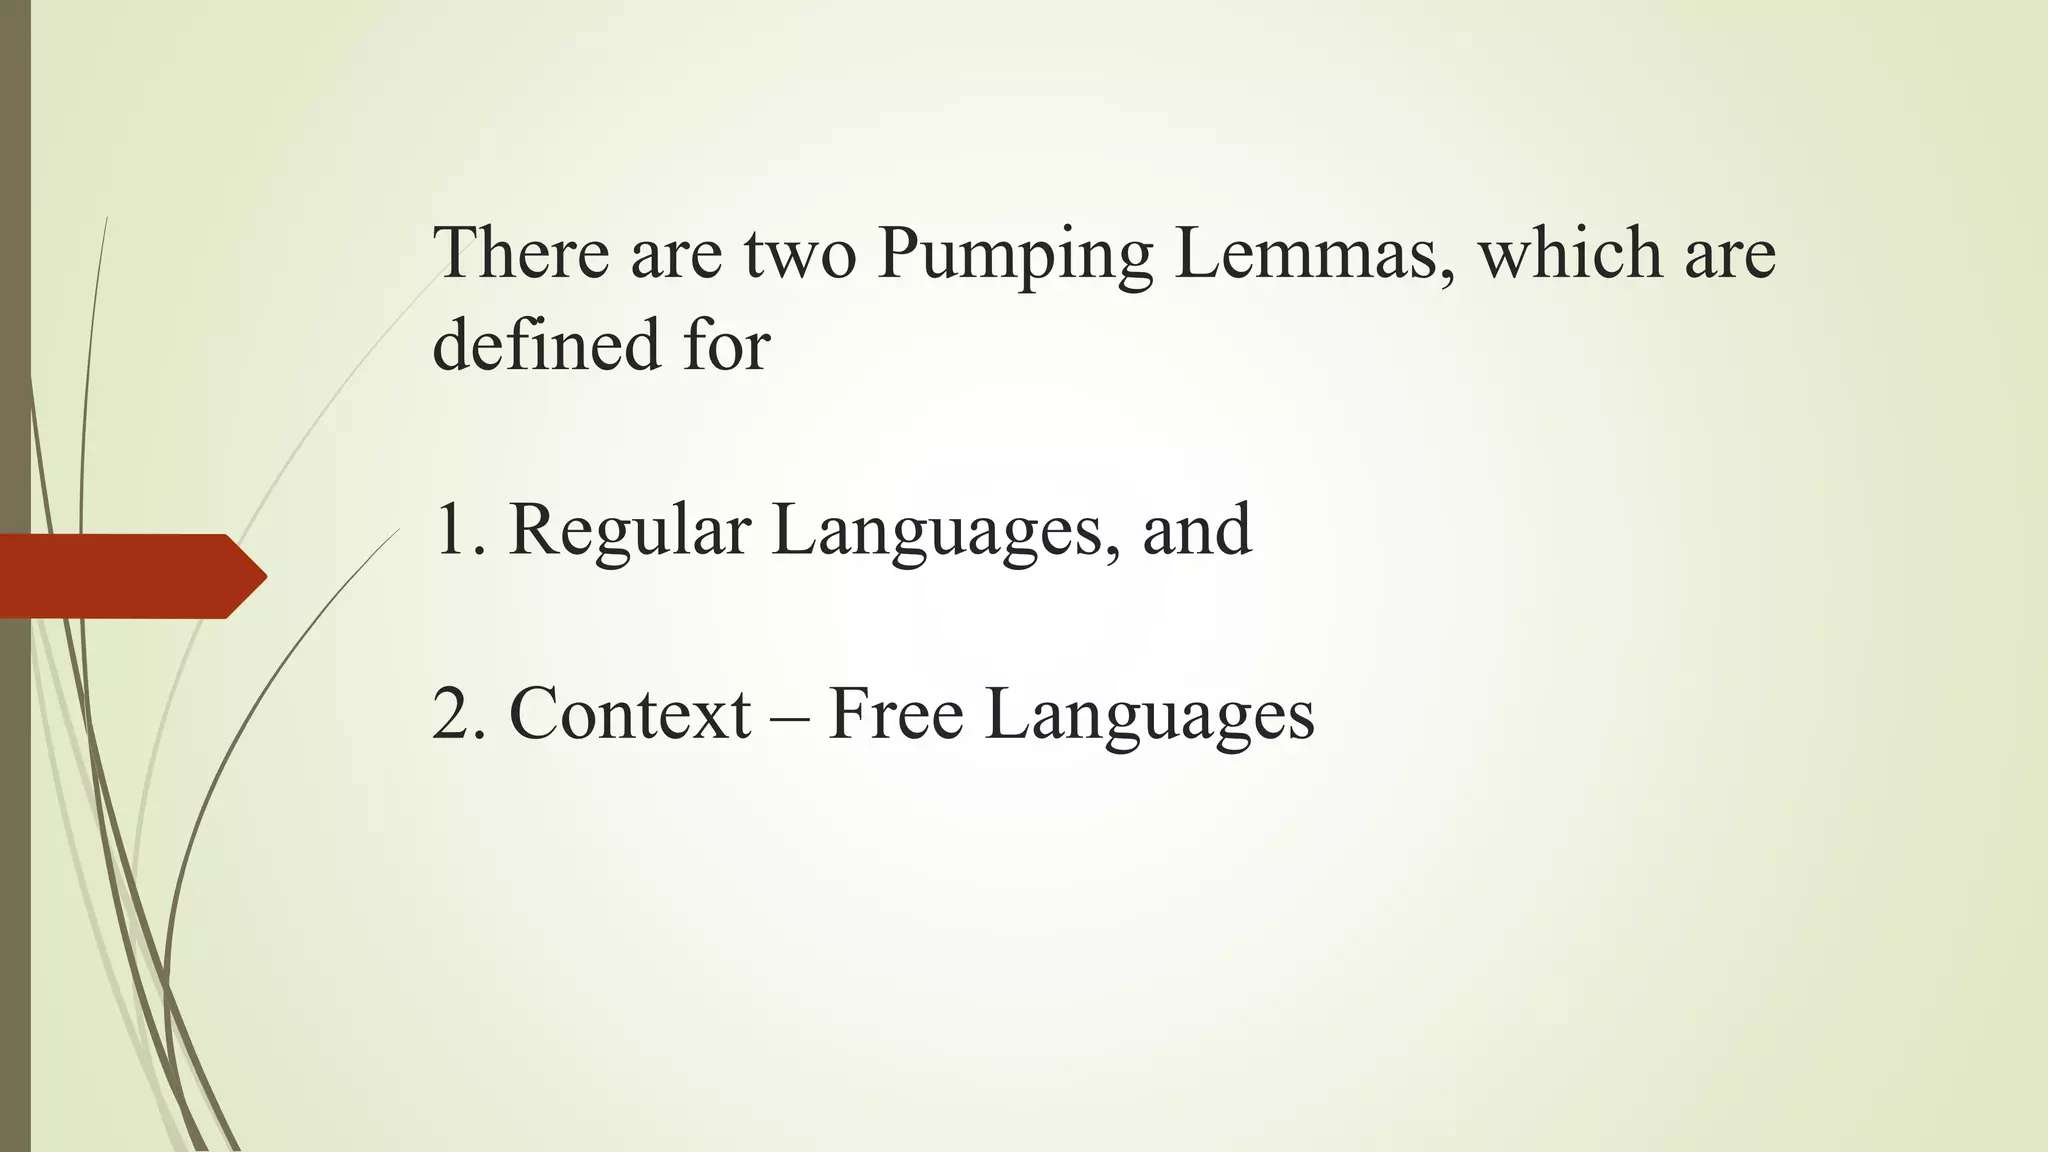 There are two Pumping Lemmas, which are
defined for
1. Regular Languages, and
2. Context – Free Languages